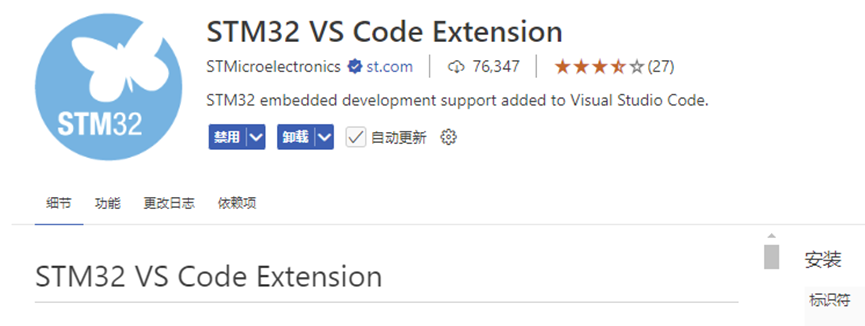 STM32 VS Code Extension
STMicroelectronics st.com 76,347 (27)
STM32 embedded development support added to Visual Studio Code.
STM32
禁用 卸载 自动更新
细节 功能 更改日志 依赖项
STM32 VS Code Extension
安装
标识符